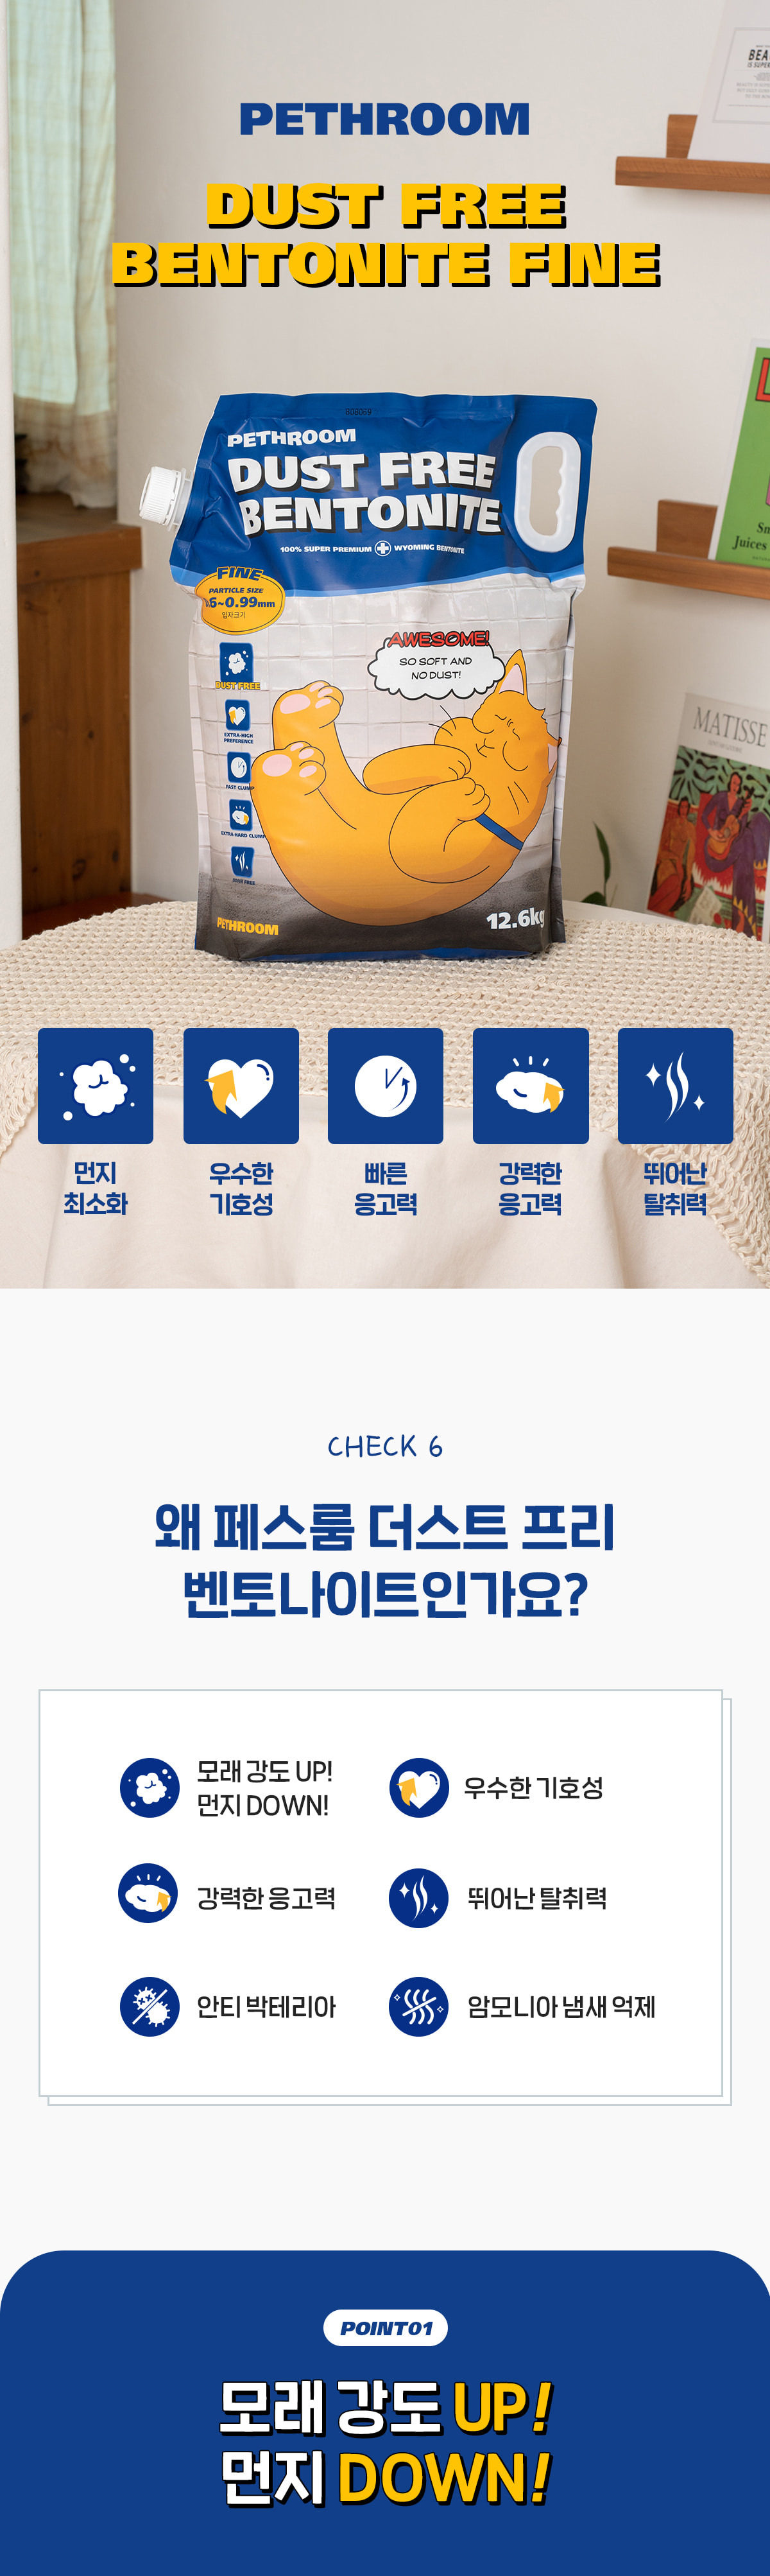 PETHROOM
DUST FREE
BENTONITE FINE
PETHROOM
DUST FREE
BENTONITE
100% SUPER PREMIUM WYOMING BENTONITE
FINE
PARTICLE SIZE
6~0.99mm
입자크기
AWESOME!
SO SOFT AND
NO DUST!
DUST FREE
EXTRA-HIGH
PREFERENCE
FAST CLUMP
EXTRA-HARD CLUMP
PETHROOM
12.6kg
MATISSE
Juices
먼지
최소화
우수한
기호성
빠른
응고력
강력한
응고력
뛰어난
탈취력
CHECK 6
왜 페스룸 더스트 프리
벤토나이트인가요?
모래 강도 UP!
먼지 DOWN!
우수한 기호성
강력한 응고력
뛰어난 탈취력
안티 박테리아
암모니아 냄새 억제
POINT01
모래 강도 UP!
먼지 DOWN!